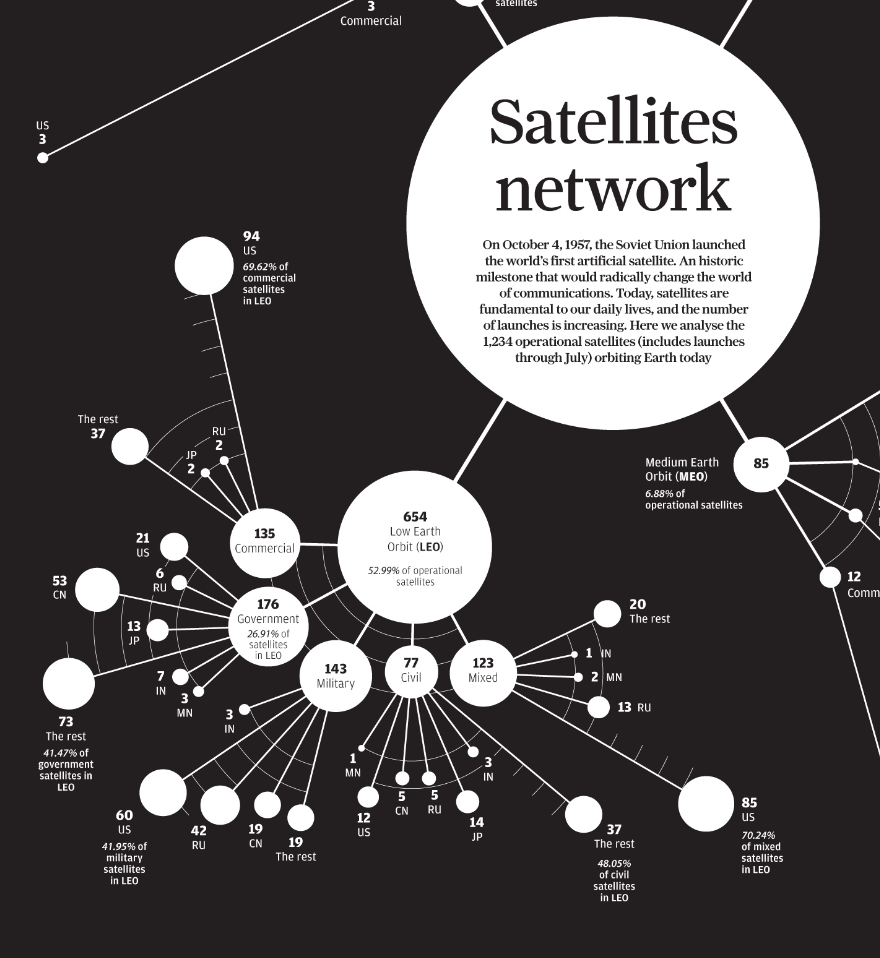 satellites
3
Commercial
US
3
Satellites
network
On October 4, 1957, the Soviet Union launched
the world's first artificial satellite. An historic
milestone that would radically change the world
of communications. Today, satellites are
fundamental to our daily lives, and the number
of launches is increasing. Here we analyse the
1,234 operational satellites (includes launches
through July) orbiting Earth today
94
US
69.62% of
commercial
satellites
in LEO
The rest
37
RU
2
JP
2
135
Commercial
654
Low Earth
Orbit (LEO)
52.99% of operational
satellites
Medium Earth
Orbit (MEO)
6.88% of
operational satellites
85
12
Comm
21
US
6
RU
53
CN
13
JP
7
IN
3
MN
176
Government
26.91% of
satellites
in LEO
73
The rest
41.47% of
government
satellites in
LEO
143
Military
3
IN
60
US
41.95% of
military
satellites
in LEO
42
RU
19
CN
19
The rest
77
Civil
1
MN
12
US
5
CN
5
RU
14
JP
3
IN
37
The rest
48.05%
of civil
satellites
in LEO
123
Mixed
20
The rest
1 IN
2 MN
13 RU
85
US
70.24%
of mixed
satellites
in LEO